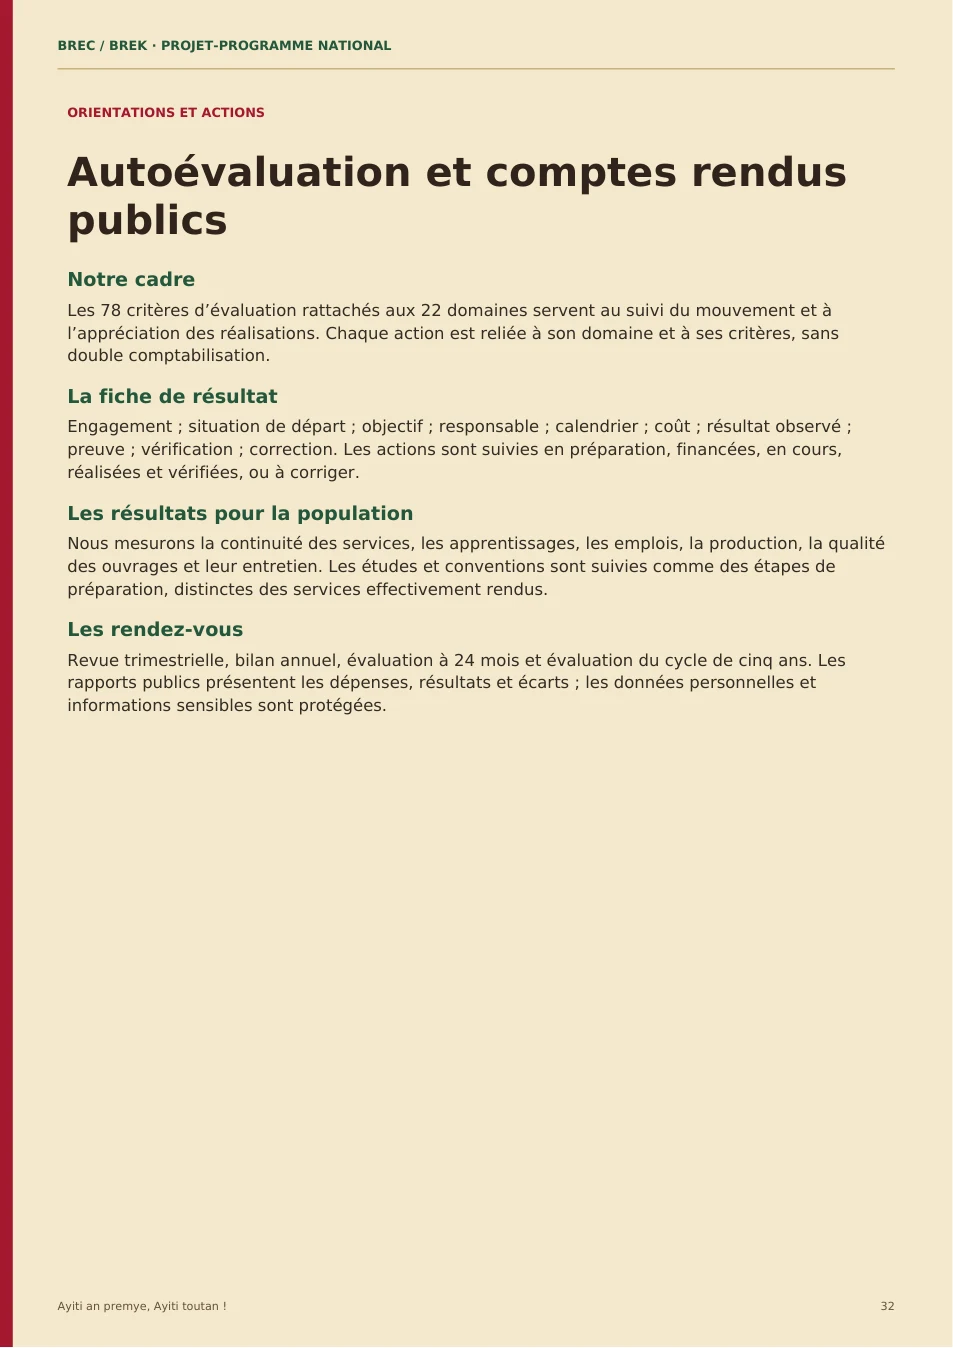 BREC / BREK · PROJET-PROGRAMME NATIONAL
ORIENTATIONS ET ACTIONS
Autoévaluation et comptes rendus
publics
Notre cadre
Les 78 critères d’évaluation rattachés aux 22 domaines servent au suivi du mouvement et à
l’appréciation des réalisations. Chaque action est reliée à son domaine et à ses critères, sans
double comptabilisation.
La fiche de résultat
Engagement ; situation de départ ; objectif ; responsable ; calendrier ; coût ; résultat observé ;
preuve ; vérification ; correction. Les actions sont suivies en préparation, financées, en cours,
réalisées et vérifiées, ou à corriger.
Les résultats pour la population
Nous mesurons la continuité des services, les apprentissages, les emplois, la production, la qualité
des ouvrages et leur entretien. Les études et conventions sont suivies comme des étapes de
préparation, distinctes des services effectivement rendus.
Les rendez-vous
Revue trimestrielle, bilan annuel, évaluation à 24 mois et évaluation du cycle de cinq ans. Les
rapports publics présentent les dépenses, résultats et écarts ; les données personnelles et
informations sensibles sont protégées.
Ayiti an premye, Ayiti toutan !
32